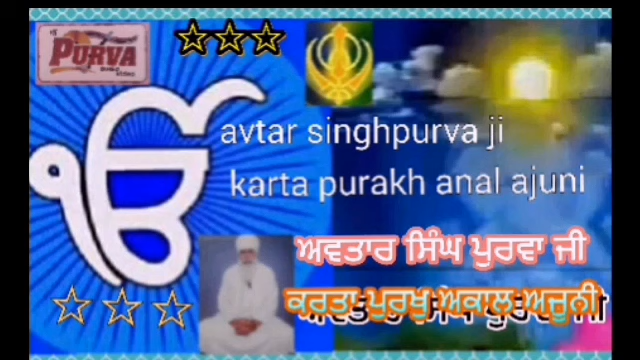 PURVA
ੴ
avtar singhpurva ji
karta purakh anal ajuni
ਅਵਤਾਰ ਸਿੰਘ ਪੁਰਵਾ ਜੀ
ਕਰਤਾ ਪੁਰਖੁ ਅਕਾਲ ਅਜੂਨੀ